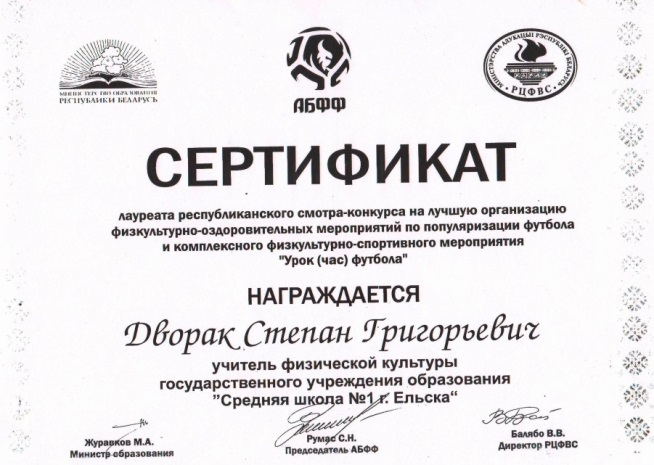 МИНИСТЕРСТВО ОБРАЗОВАНИЯ
РЕСПУБЛИКИ БЕЛАРУСЬ
АБФФ
МІНІСТЭРСТВА АДУКАЦЫІ РЭСПУБЛІКІ БЕЛАРУСЬ
РЦФВС
СЕРТИФИКАТ
лауреата республиканского смотра-конкурса на лучшую организацию
физкультурно-оздоровительных мероприятий по популяризации футбола
и комплексного физкультурно-спортивного мероприятия
"Урок (час) футбола"
НАГРАЖДАЕТСЯ
Дворак Степан Григорьевич
учитель физической культуры
государственного учреждения образования
"Средняя школа №1 г. Ельска"
Журавков М.А.
Министр образования
Румас С.Н.
Председатель АБФФ
Балябо В.В.
Директор РЦФВС